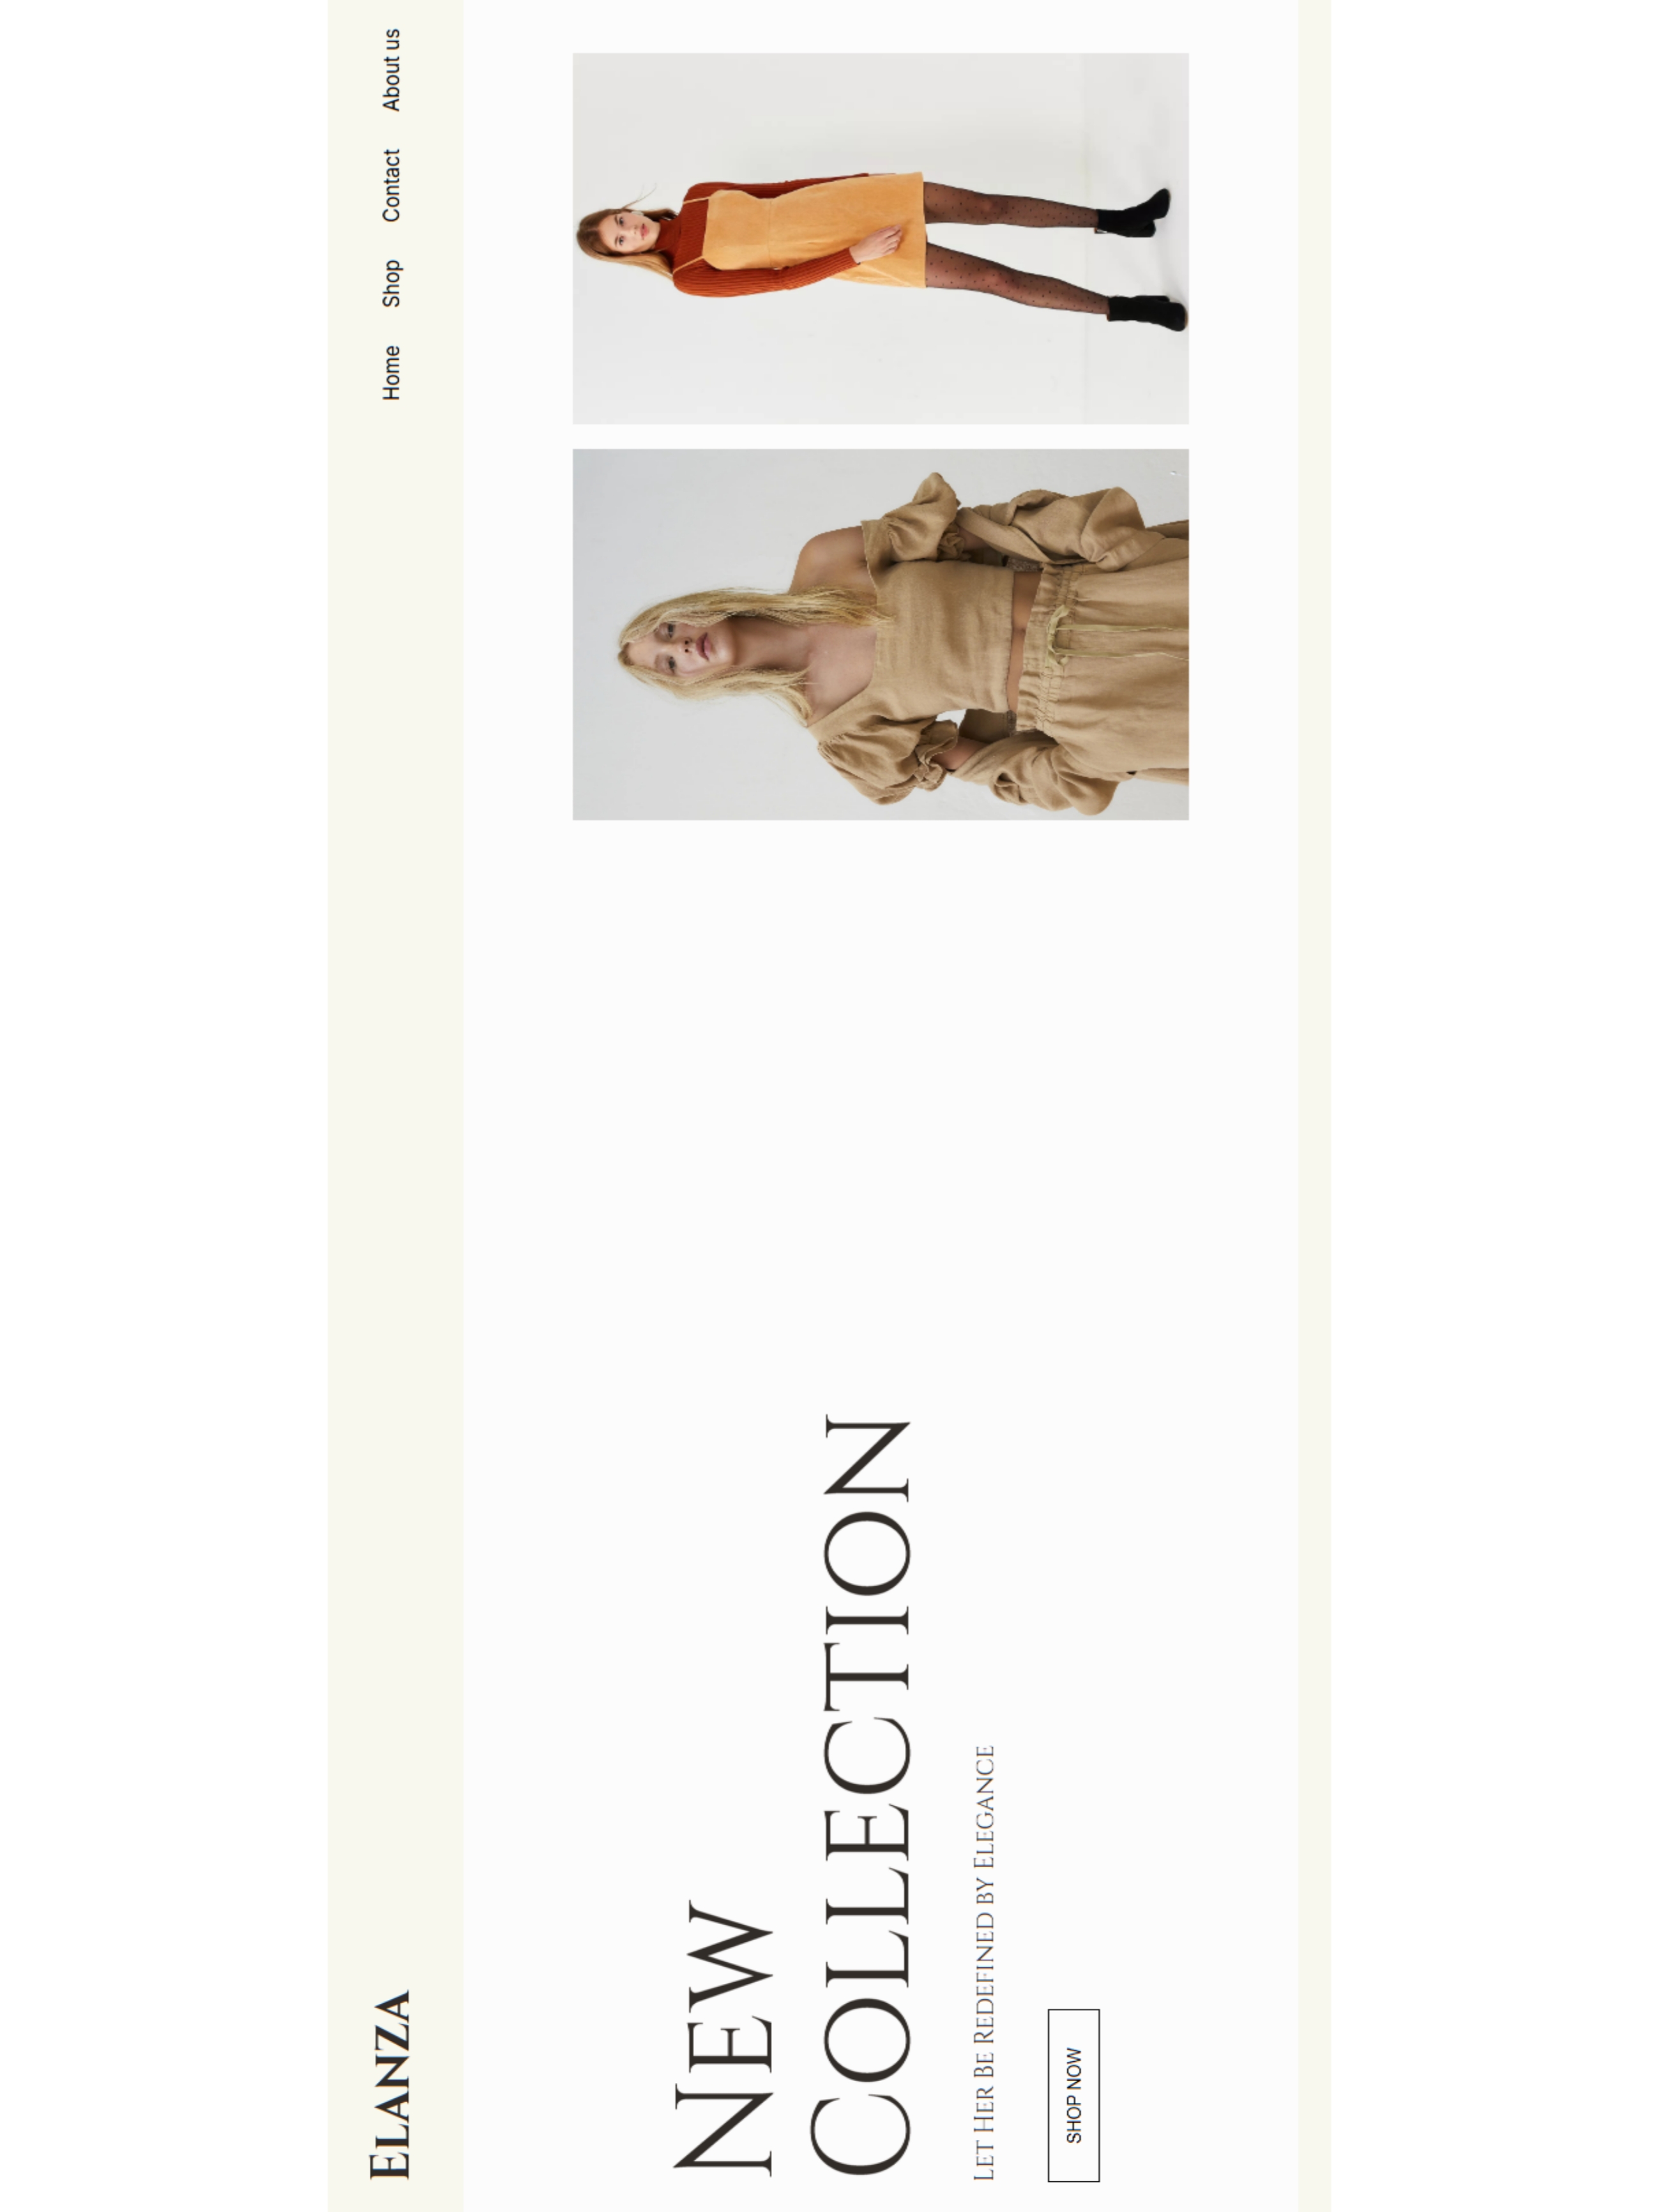 ELANZA
Home Shop Contact About us
NEW
COLLECTION
LET HER BE REDEFINED BY ELEGANCE
SHOP NOW